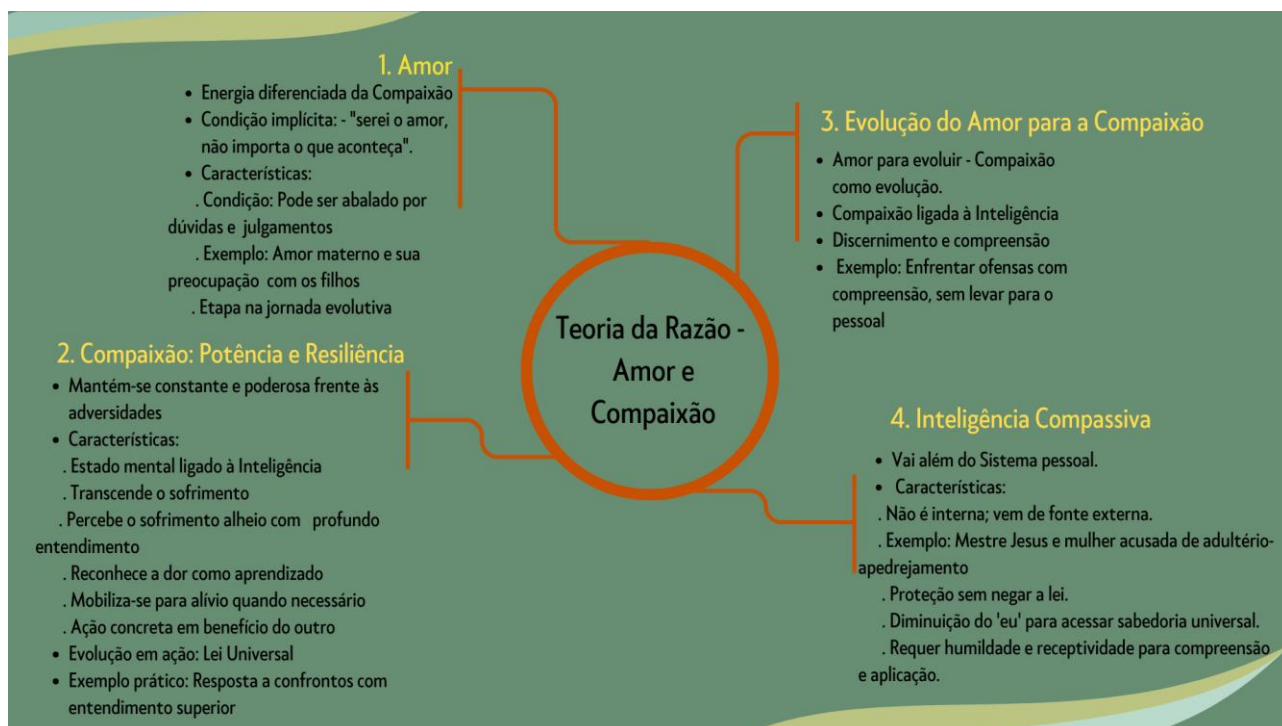 1. Amor
• Energia diferenciada da Compaixão
• Condição implícita: - "serei o amor,
não importa o que aconteça".
• Características:
. Condição: Pode ser abalado por
dúvidas e julgamentos
. Exemplo: Amor materno e sua
preocupação com os filhos
. Etapa na jornada evolutiva
2. Compaixão: Potência e Resiliência
• Mantém-se constante e poderosa frente às
adversidades
• Características:
. Estado mental ligado à Inteligência
. Transcende o sofrimento
. Percebe o sofrimento alheio com profundo
entendimento
. Reconhece a dor como aprendizado
. Mobiliza-se para alívio quando necessário
. Ação concreta em benefício do outro
• Evolução em ação: Lei Universal
• Exemplo prático: Resposta a confrontos com
entendimento superior
Teoria da Razão -
Amor e
Compaixão
3. Evolução do Amor para a Compaixão
• Amor para evoluir - Compaixão
como evolução.
• Compaixão ligada à Inteligência
• Discernimento e compreensão
• Exemplo: Enfrentar ofensas com
compreensão, sem levar para o
pessoal
4. Inteligência Compassiva
• Vai além do Sistema pessoal.
• Características:
. Não é interna; vem de fonte externa.
. Exemplo: Mestre Jesus e mulher acusada de adultério-
apedrejamento
. Proteção sem negar a lei.
. Diminuição do 'eu' para acessar sabedoria universal.
. Requer humildade e receptividade para compreensão
e aplicação.